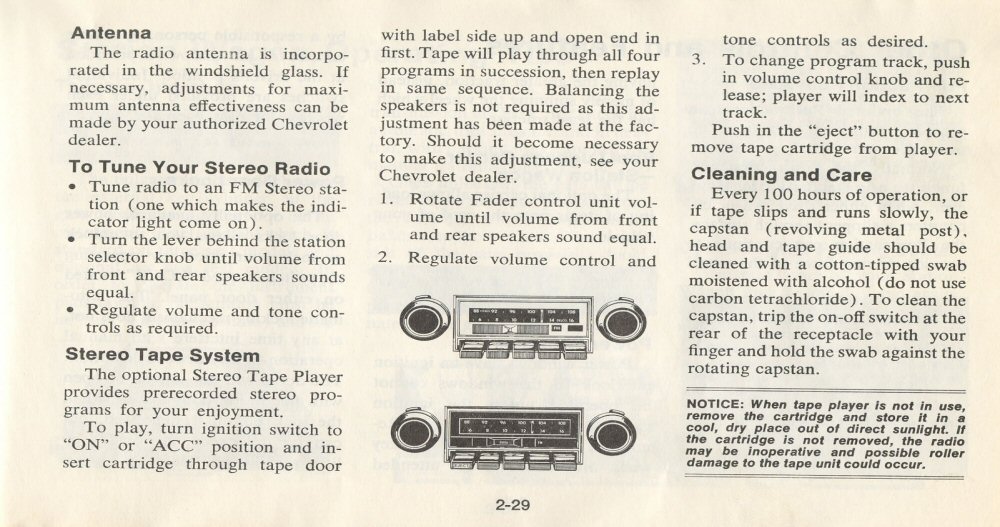 Antenna
The radio antenna is incorpo-
rated in the windshield glass. If
necessary, adjustments for maxi-
mum antenna effectiveness can be
made by your authorized Chevrolet
dealer.
To Tune Your Stereo Radio
• Tune radio to an FM Stereo sta-
tion (one which makes the indi-
cator light come on).
• Turn the lever behind the station
selector knob until volume from
front and rear speakers sounds
equal.
• Regulate volume and tone con-
trols as required.
Stereo Tape System
The optional Stereo Tape Player
provides prerecorded stereo pro-
grams for your enjoyment.
To play, turn ignition switch to
“ON” or “ACC” position and in-
sert cartridge through tape door
with label side up and open end in
first. Tape will play through all four
programs in succession, then replay
in same sequence. Balancing the
speakers is not required as this ad-
justment has been made at the fac-
tory. Should it become necessary
to make this adjustment, see your
Chevrolet dealer.
1. Rotate Fader control unit vol-
ume until volume from front
and rear speakers sound equal.
2. Regulate volume control and
tone controls as desired.
3. To change program track, push
in volume control knob and re-
lease; player will index to next
track.
Push in the “eject” button to re-
move tape cartridge from player.
Cleaning and Care
Every 100 hours of operation, or
if tape slips and runs slowly, the
capstan (revolving metal post),
head and tape guide should be
cleaned with a cotton-tipped swab
moistened with alcohol (do not use
carbon tetrachloride). To clean the
capstan, trip the on-off switch at the
rear of the receptacle with your
finger and hold the swab against the
rotating capstan.
NOTICE: When tape player is not in use,
remove the cartridge and store it in a
cool, dry place out of direct sunlight. If
the cartridge is not removed, the radio
may be inoperative and possible roller
damage to the tape unit could occur.
2-29